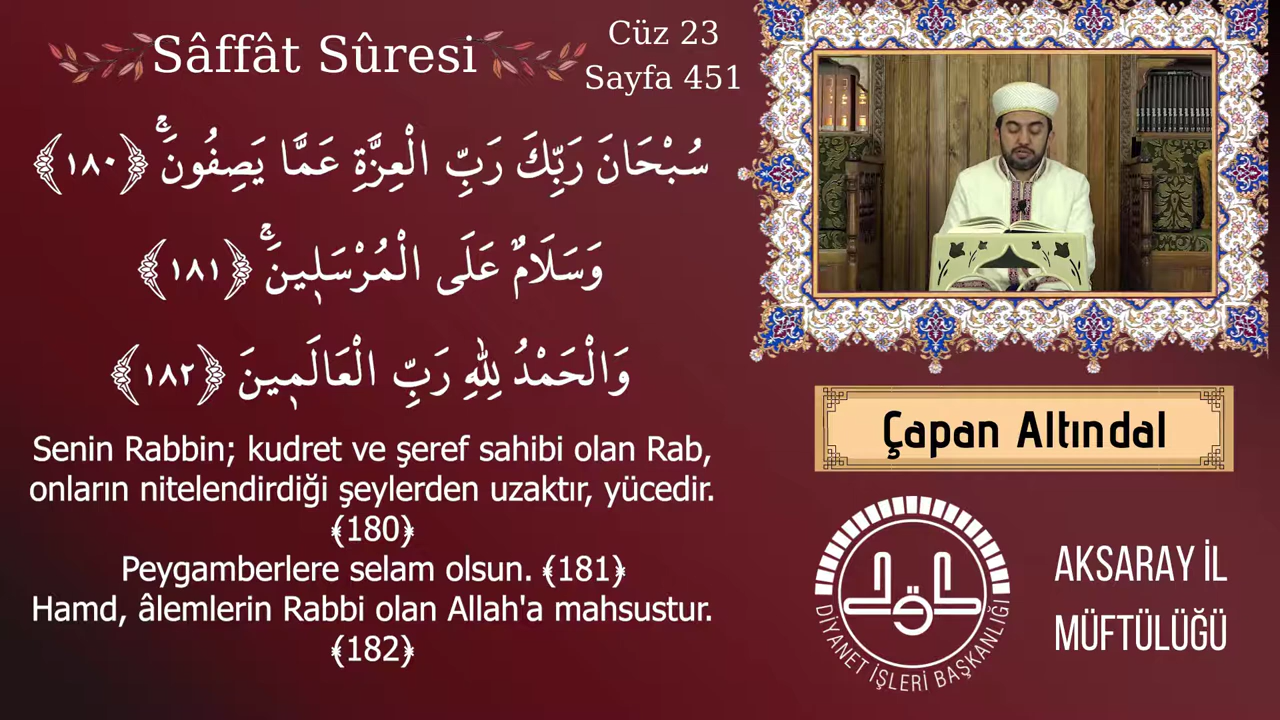 Sâffât Sûresi
Cüz 23
Sayfa 451
سُبْحَانَ رَبِّكَ رَبِّ الْعِزَّةِ عَمَّا يَصِفُونَۚ ﴿١٨٠﴾
وَسَلَامٌ عَلَى الْمُرْسَل۪ينَۚ ﴿١٨١﴾
وَالْحَمْدُ لِلّٰهِ رَبِّ الْعَالَم۪ينَ ﴿١٨٢﴾
Senin Rabbin; kudret ve şeref sahibi olan Rab,
onların nitelendirdiği şeylerden uzaktır, yücedir.
﴾180﴿
Peygamberlere selam olsun. ﴾181﴿
Hamd, âlemlerin Rabbi olan Allah'a mahsustur.
﴾182﴿
Çapan Altındal
DİYANET İŞLERİ BAŞKANLIĞI
AKSARAY İL
MÜFTÜLÜĞÜ